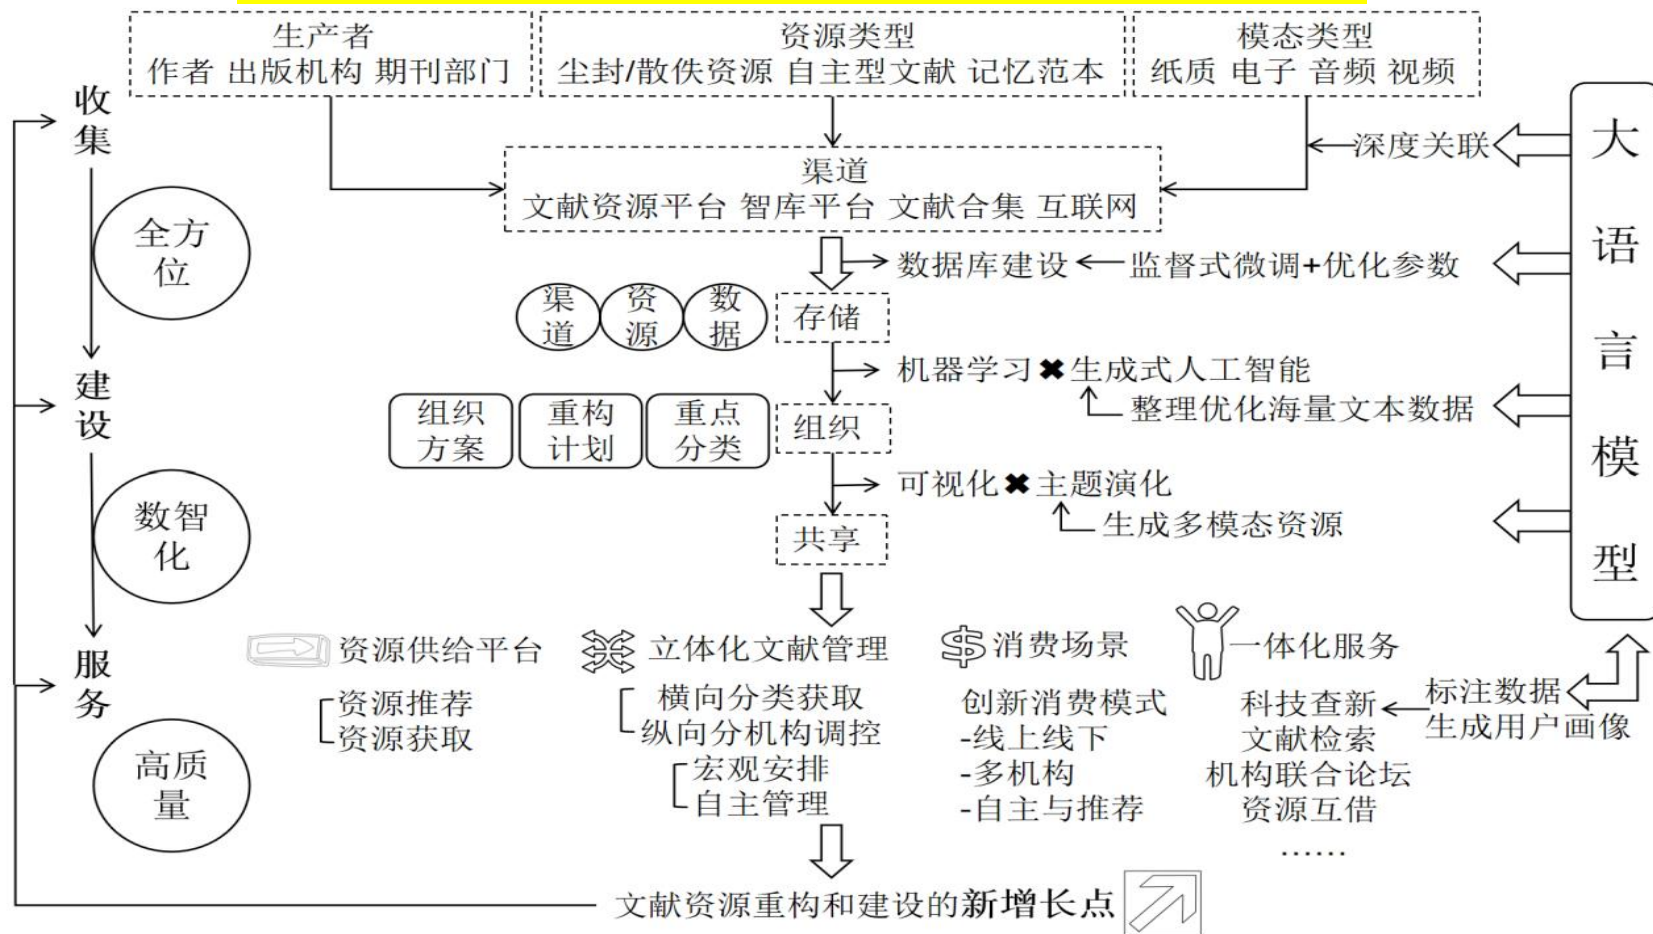 生产者
作者 出版机构 期刊部门
资源类型
尘封/散佚资源 自主型文献 记忆范本
模态类型
纸质 电子 音频 视频
收集
全方位
建设
数智化
服务
高质量
渠道
文献资源平台 智库平台 文献合集 互联网
深度关联
大语言模型
数据库建设
监督式微调+优化参数
渠道
资源
数据
存储
机器学习✖生成式人工智能
整理优化海量文本数据
组织方案
重构计划
重点分类
组织
可视化✖主题演化
生成多模态资源
共享
资源供给平台
资源推荐
资源获取
立体化文献管理
横向分类获取
纵向分机构调控
宏观安排
自主管理
$
消费场景
创新消费模式
-线上线下
-多机构
-自主与推荐
一体化服务
科技查新
文献检索
机构联合论坛
资源互借
……
标注数据
生成用户画像
文献资源重构和建设的新增长点